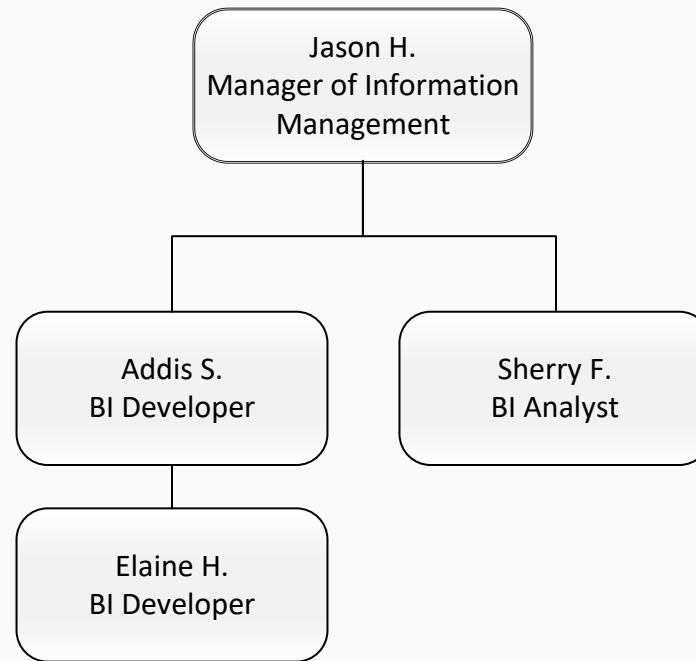 Jason H.
Manager of Information
Management
Addis S.
BI Developer
Sherry F.
BI Analyst
Elaine H.
BI Developer